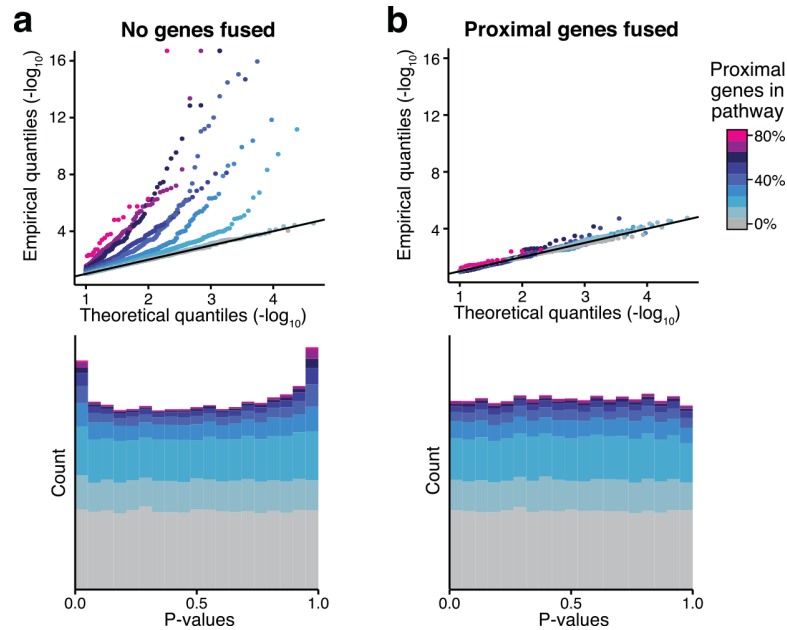 a
No genes fused
Empirical quantiles (-log10)
16
12
8
4
1
2
3
4
Theoretical quantiles (-log10)
Count
0.0
0.5
1.0
P-values
b
Proximal genes fused
Empirical quantiles (-log10)
16
12
8
4
1
2
3
4
Theoretical quantiles (-log10)
Count
0.0
0.5
1.0
P-values
Proximal
genes in
pathway
80%
40%
0%